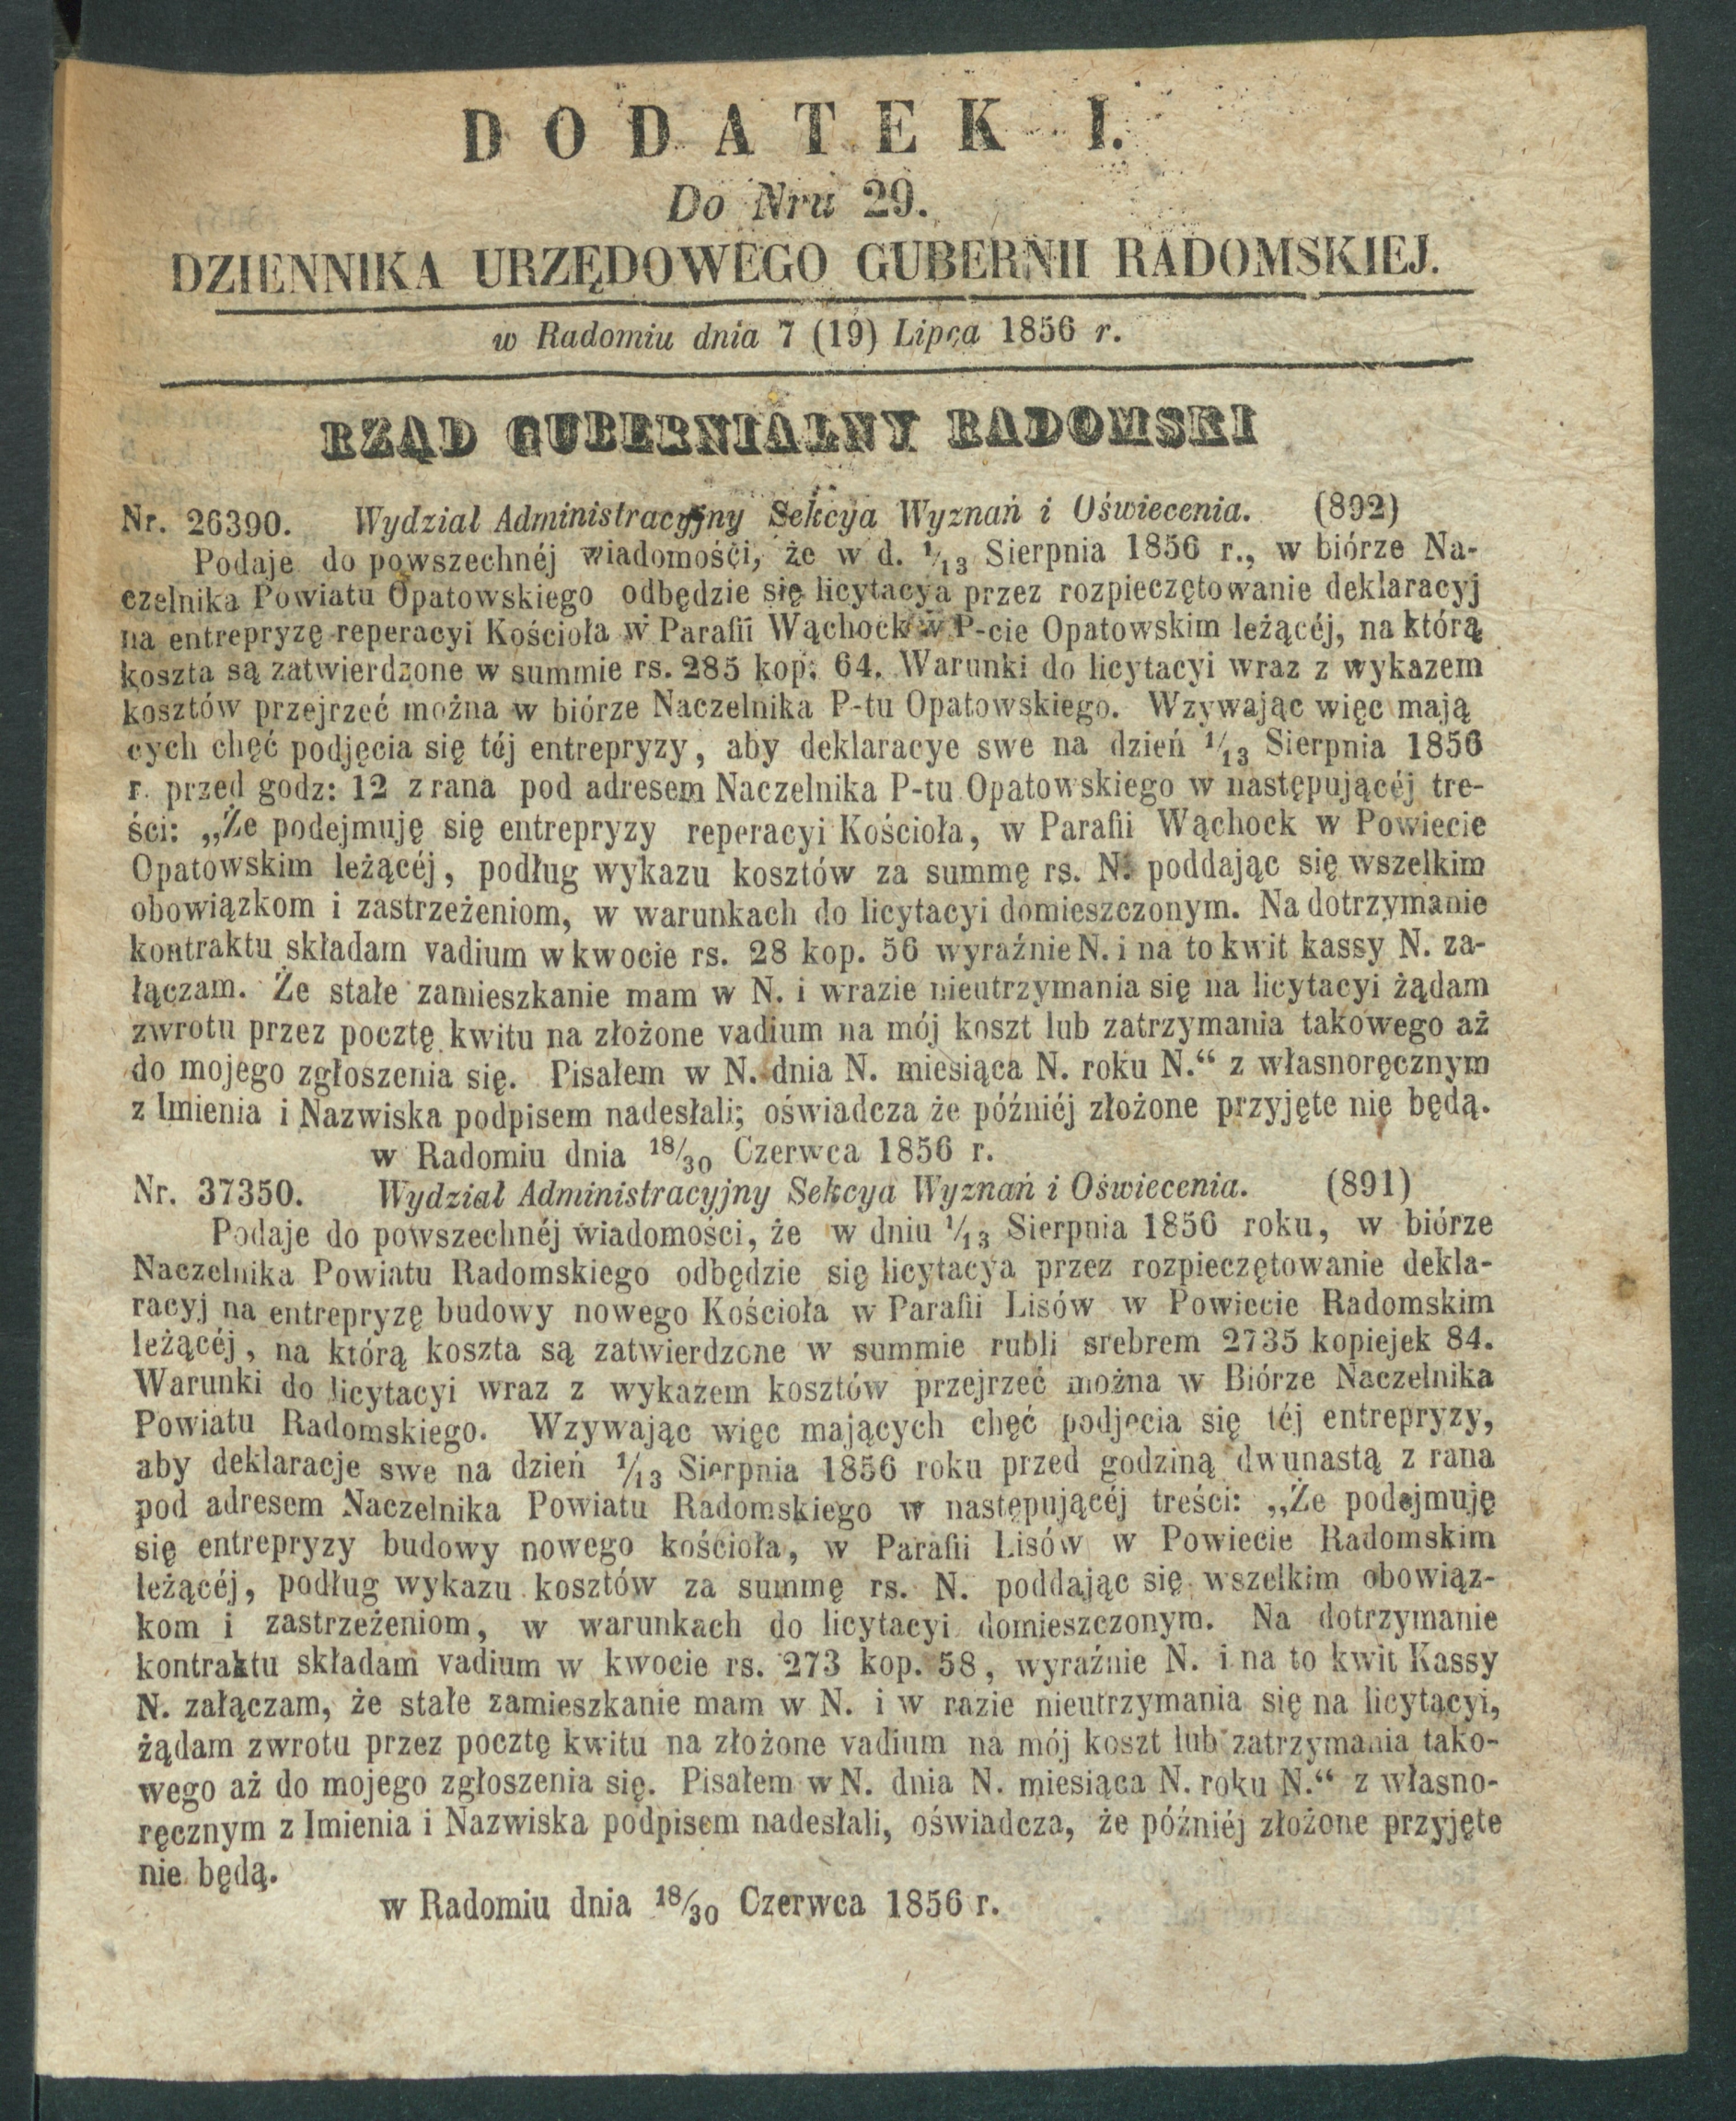 DODATEK I.
Do Nru 29.
DZIENNIKA URZĘDOWEGO GUBERNII RADOMSKIEJ.
w Radomiu dnia 7 (19) Lipca 1856 r.
RZĄD GUBERNIALNY RADOMSKI
Nr. 26390. Wydział Administracyjny Sekcya Wyznań i Oświecenia. (892)
Podaje do powszechnéj wiadomości, że w d. 1/13 Sierpnia 1856 r., w biórze Na-
czelnika Powiatu Opatowskiego odbędzie się licytacya przez rozpieczętowanie deklaracyj
na entrepryzę reperacyi Kościoła w Parafii Wąchock w P-cie Opatowskim leżącéj, na którą
koszta są zatwierdzone w summie rs. 285 kop: 64. Warunki do licytacyi wraz z wykazem
kosztów przejrzeć można w biórze Naczelnika P-tu Opatowskiego. Wzywając więc mają
cych chęć podjęcia się téj entrepryzy, aby deklaracye swe na dzień 1/13 Sierpnia 1856
r. przed godz: 12 z rana pod adresem Naczelnika P-tu Opatowskiego w następującéj tre-
ści: „Że podejmuję się entrepryzy reperacyi Kościoła, w Parafii Wąchock w Powiecie
Opatowskim leżącéj, podług wykazu kosztów za summę rs. N. poddając się wszelkim
obowiązkom i zastrzeżeniom, w warunkach do licytacyi domieszczonym. Na dotrzymanie
kontraktu składam vadium w kwocie rs. 28 kop. 56 wyraźnie N. i na to kwit kassy N. za-
łączam. Że stałe zamieszkanie mam w N. i wrazie nieutrzymania się na licytacyi żądam
zwrotu przez pocztę kwitu na złożone vadium na mój koszt lub zatrzymania takowego aż
do mojego zgłoszenia się. Pisałem w N. dnia N. miesiąca N. roku N.“ z własnoręcznym
z Imienia i Nazwiska podpisem nadesłali; oświadcza że późniéj złożone przyjęte nie będą.
w Radomiu dnia 18/30 Czerwca 1856 r.
Nr. 37350. Wydział Administracyjny Sekcya Wyznań i Oświecenia. (891)
Podaje do powszechnéj wiadomości, że w dniu 1/13 Sierpnia 1856 roku, w biórze
Naczelnika Powiatu Radomskiego odbędzie się licytacya przez rozpieczętowanie dekla-
racyj na entrepryzę budowy nowego Kościoła w Parafii Lisów w Powiecie Radomskim
leżącéj, na którą koszta są zatwierdzone w summie rubli srebrem 2735 kopiejek 84.
Warunki do licytacyi wraz z wykazem kosztów przejrzeć można w Biórze Naczelnika
Powiatu Radomskiego. Wzywając więc mających chęć podjęcia się téj entrepryzy,
aby deklaracje swe na dzień 1/13 Sierpnia 1856 roku przed godziną dwunastą z rana
pod adresem Naczelnika Powiatu Radomskiego w następującéj treści: „Że podejmuję
się entrepryzy budowy nowego kościoła, w Parafii Lisów w Powiecie Radomskim
leżącéj, podług wykazu kosztów za summę rs. N. poddając się wszelkim obowiąz-
kom i zastrzeżeniom, w warunkach do licytacyi domieszczonym. Na dotrzymanie
kontraktu składam vadium w kwocie rs. 273 kop. 58, wyraźnie N. i na to kwit Kassy
N. załączam, że stałe zamieszkanie mam w N. i w razie nieutrzymania się na licytacyi,
żądam zwrotu przez pocztę kwitu na złożone vadium na mój koszt lub zatrzymania tako-
wego aż do mojego zgłoszenia się. Pisałem w N. dnia N. miesiąca N. roku N.“ z własno-
ręcznym z Imienia i Nazwiska podpisem nadesłali, oświadcza, że późniéj złożone przyjęte
nie będą.
w Radomiu dnia 18/30 Czerwca 1856 r.